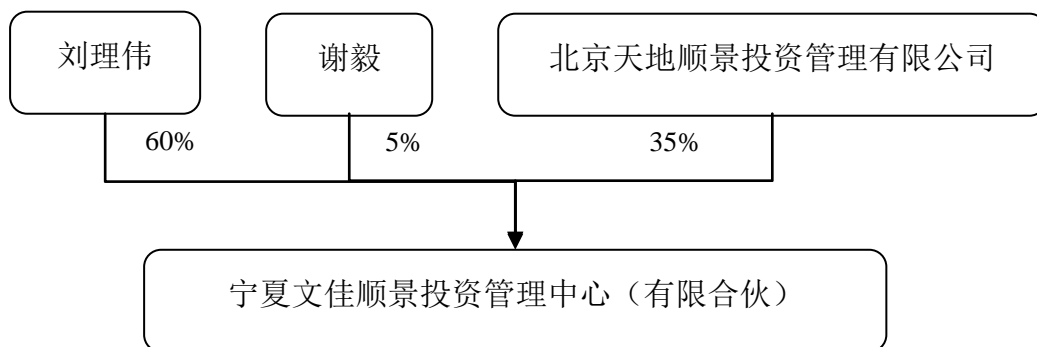 刘理伟
谢毅
北京天地顺景投资管理有限公司
60%
5%
35%
宁夏文佳顺景投资管理中心（有限合伙）